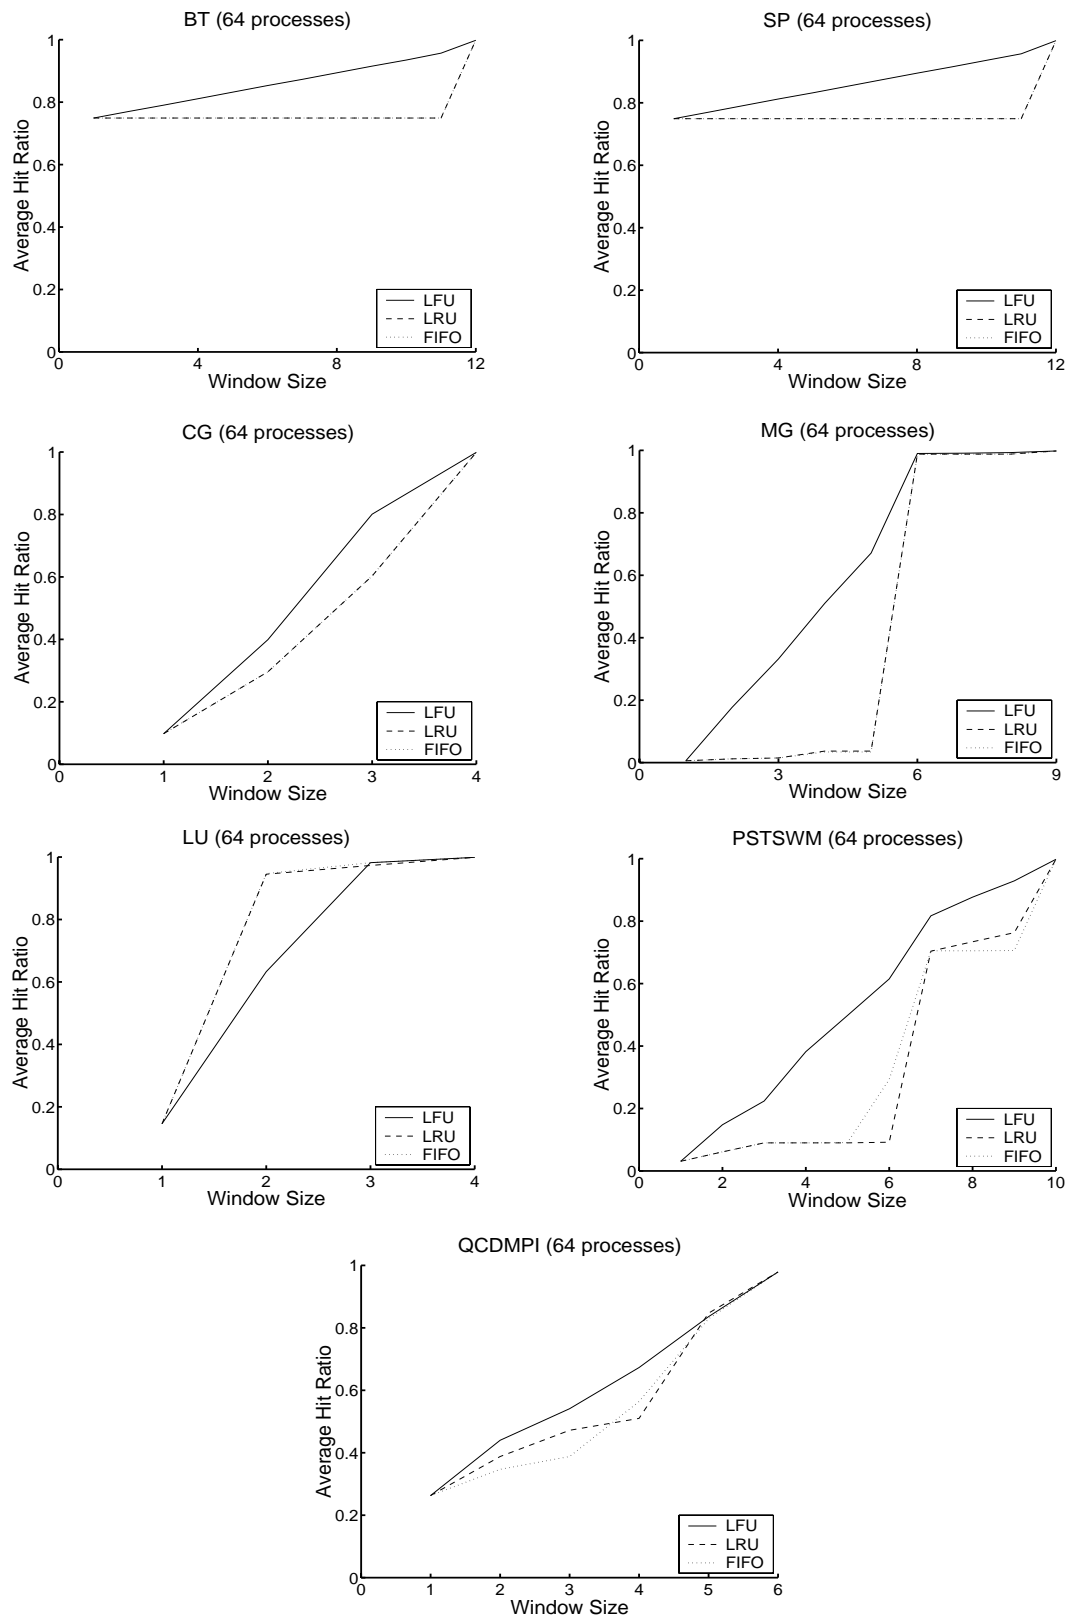 BT (64 processes)
1
0.8
0.6
0.4
0.2
0
Average Hit Ratio
0 4 8 12
Window Size
LFU
LRU
FIFO
SP (64 processes)
1
0.8
0.6
0.4
0.2
0
Average Hit Ratio
0 4 8 12
Window Size
LFU
LRU
FIFO
CG (64 processes)
1
0.8
0.6
0.4
0.2
0
Average Hit Ratio
0 1 2 3 4
Window Size
LFU
LRU
FIFO
MG (64 processes)
1
0.8
0.6
0.4
0.2
0
Average Hit Ratio
0 3 6 9
Window Size
LFU
LRU
FIFO
LU (64 processes)
1
0.8
0.6
0.4
0.2
0
Average Hit Ratio
0 1 2 3 4
Window Size
LFU
LRU
FIFO
PSTSWM (64 processes)
1
0.8
0.6
0.4
0.2
0
Average Hit Ratio
0 2 4 6 8 10
Window Size
LFU
LRU
FIFO
QCDMPI (64 processes)
1
0.8
0.6
0.4
0.2
0
Average Hit Ratio
0 1 2 3 4 5 6
Window Size
LFU
LRU
FIFO